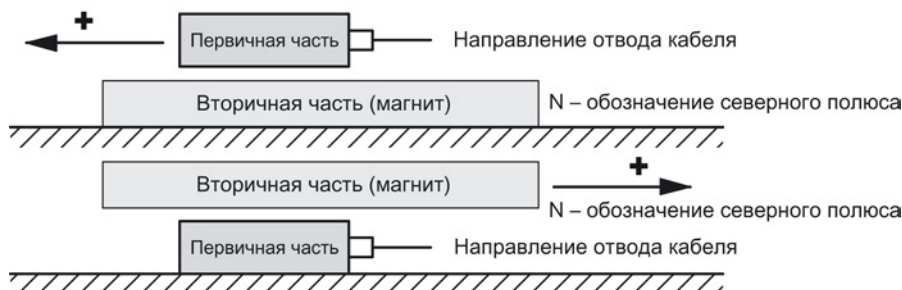 +
Первичная часть
Направление отвода кабеля
Вторичная часть (магнит)
N – обозначение северного полюса
Вторичная часть (магнит)
+
N – обозначение северного полюса
Первичная часть
Направление отвода кабеля